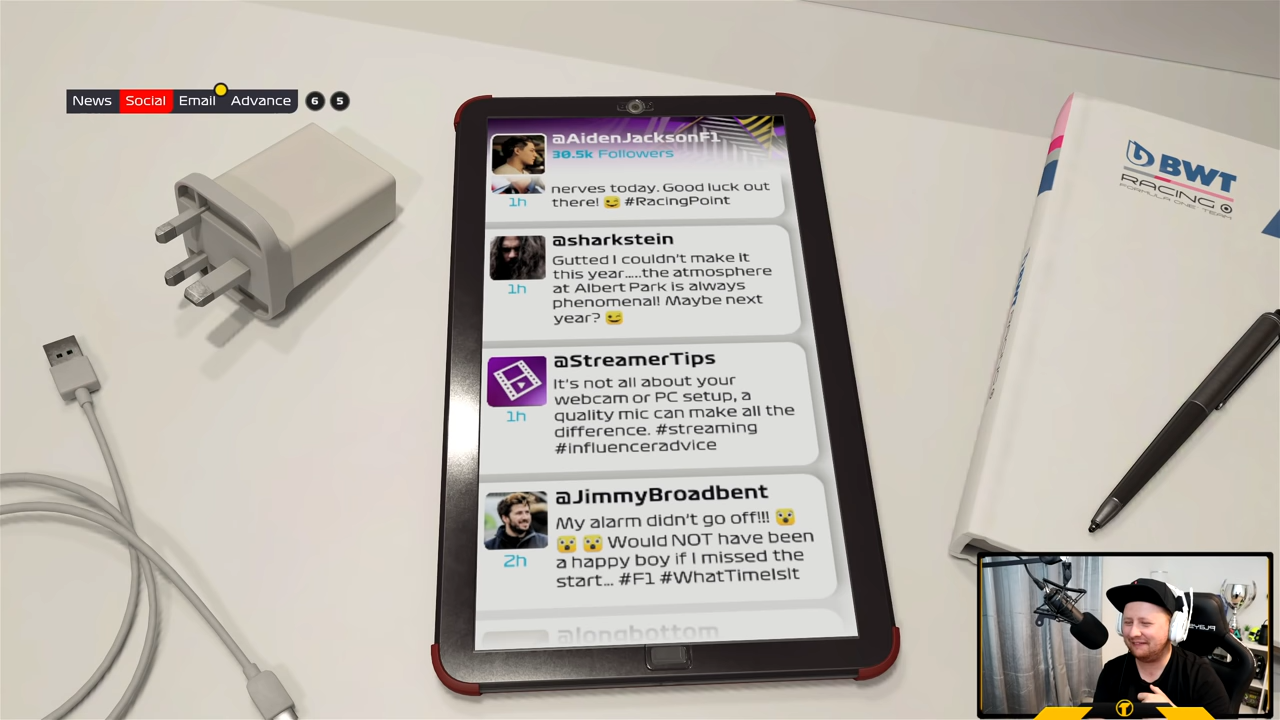 News Social Email Advance 6 5
@AidenJacksonF1
30.5k Followers
nerves today. Good luck out
there! 😉 #RacingPoint
1h
@sharkstein
Gutted I couldn't make it
this year.....the atmosphere
at Albert Park is always
phenomenal! Maybe next
year? 😉
1h
@StreamerTips
It's not all about your
webcam or PC setup, a
quality mic can make all the
difference. #streaming
#influenceradvice
1h
@JimmyBroadbent
My alarm didn't go off!!! 😲
😲 😲 Would NOT have been
a happy boy if I missed the
start... #F1 #WhatTimeIsIt
2h
@longbottom
BWT
RACING
FORMULA ONE TEAM